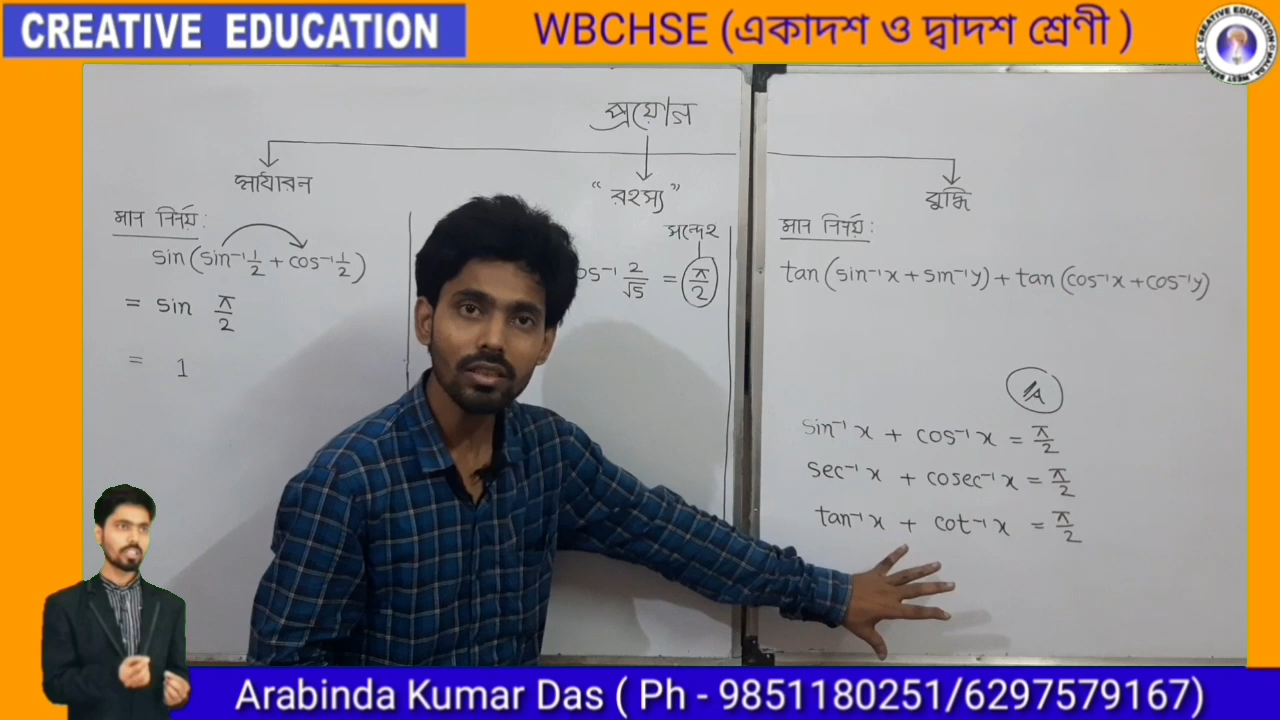 CREATIVE EDUCATION
WBCHSE (একাদশ ও দ্বাদশ শ্রেণী )
প্রয়োগ
সাধারন
“রহস্য”
বুদ্ধি
মান নির্নয়:
sin(sin⁻¹ 1/2 + cos⁻¹ 1/2)
= sin π/2
= 1
সন্দেহ
os⁻¹ 2/√5 = π/2
মান নির্নয়:
tan(sin⁻¹x + sin⁻¹y) + tan(cos⁻¹x + cos⁻¹y)
sin⁻¹x + cos⁻¹x = π/2
sec⁻¹x + cosec⁻¹x = π/2
tan⁻¹x + cot⁻¹x = π/2
Arabinda Kumar Das ( Ph - 9851180251/6297579167)